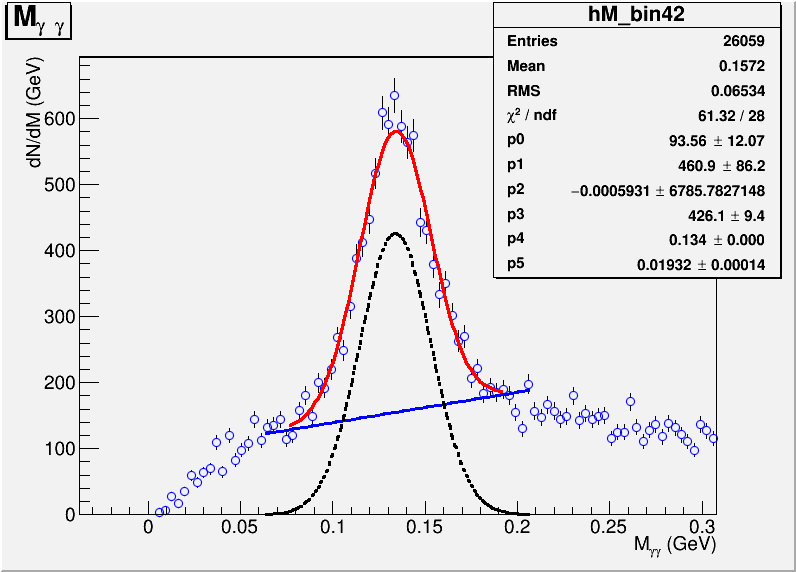 M γ γ
hM_bin42
Entries 26059
Mean 0.1572
RMS 0.06534
χ² / ndf 61.32 / 28
p0 93.56 ± 12.07
p1 460.9 ± 86.2
p2 −0.0005931 ± 6785.7827148
p3 426.1 ± 9.4
p4 0.134 ± 0.000
p5 0.01932 ± 0.00014
dN/dM (GeV)
600
500
400
300
200
100
0
0 0.05 0.1 0.15 0.2 0.25 0.3
Mγγ (GeV)